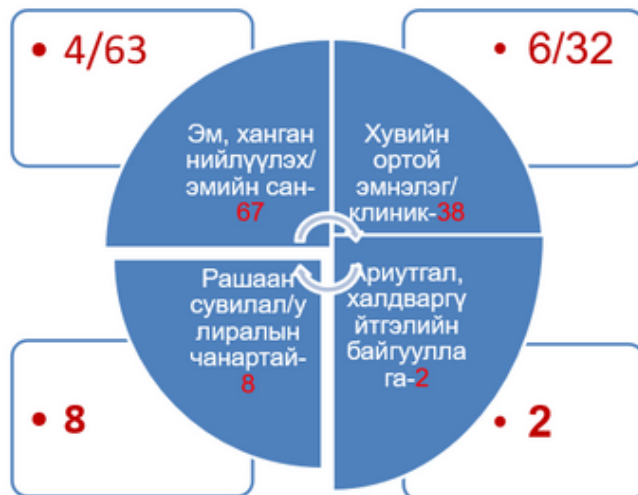 • 4/63
• 6/32
Эм, ханган
нийлүүлэх/
эмийн сан-
67
Хувийн
ортой
эмнэлэг/
клиник-38
Рашаан
сувилал/у
лиралын
чанартай-
8
Ариутгал,
халдваргү
йтгэлийн
байгуулла
га-2
• 8
• 2